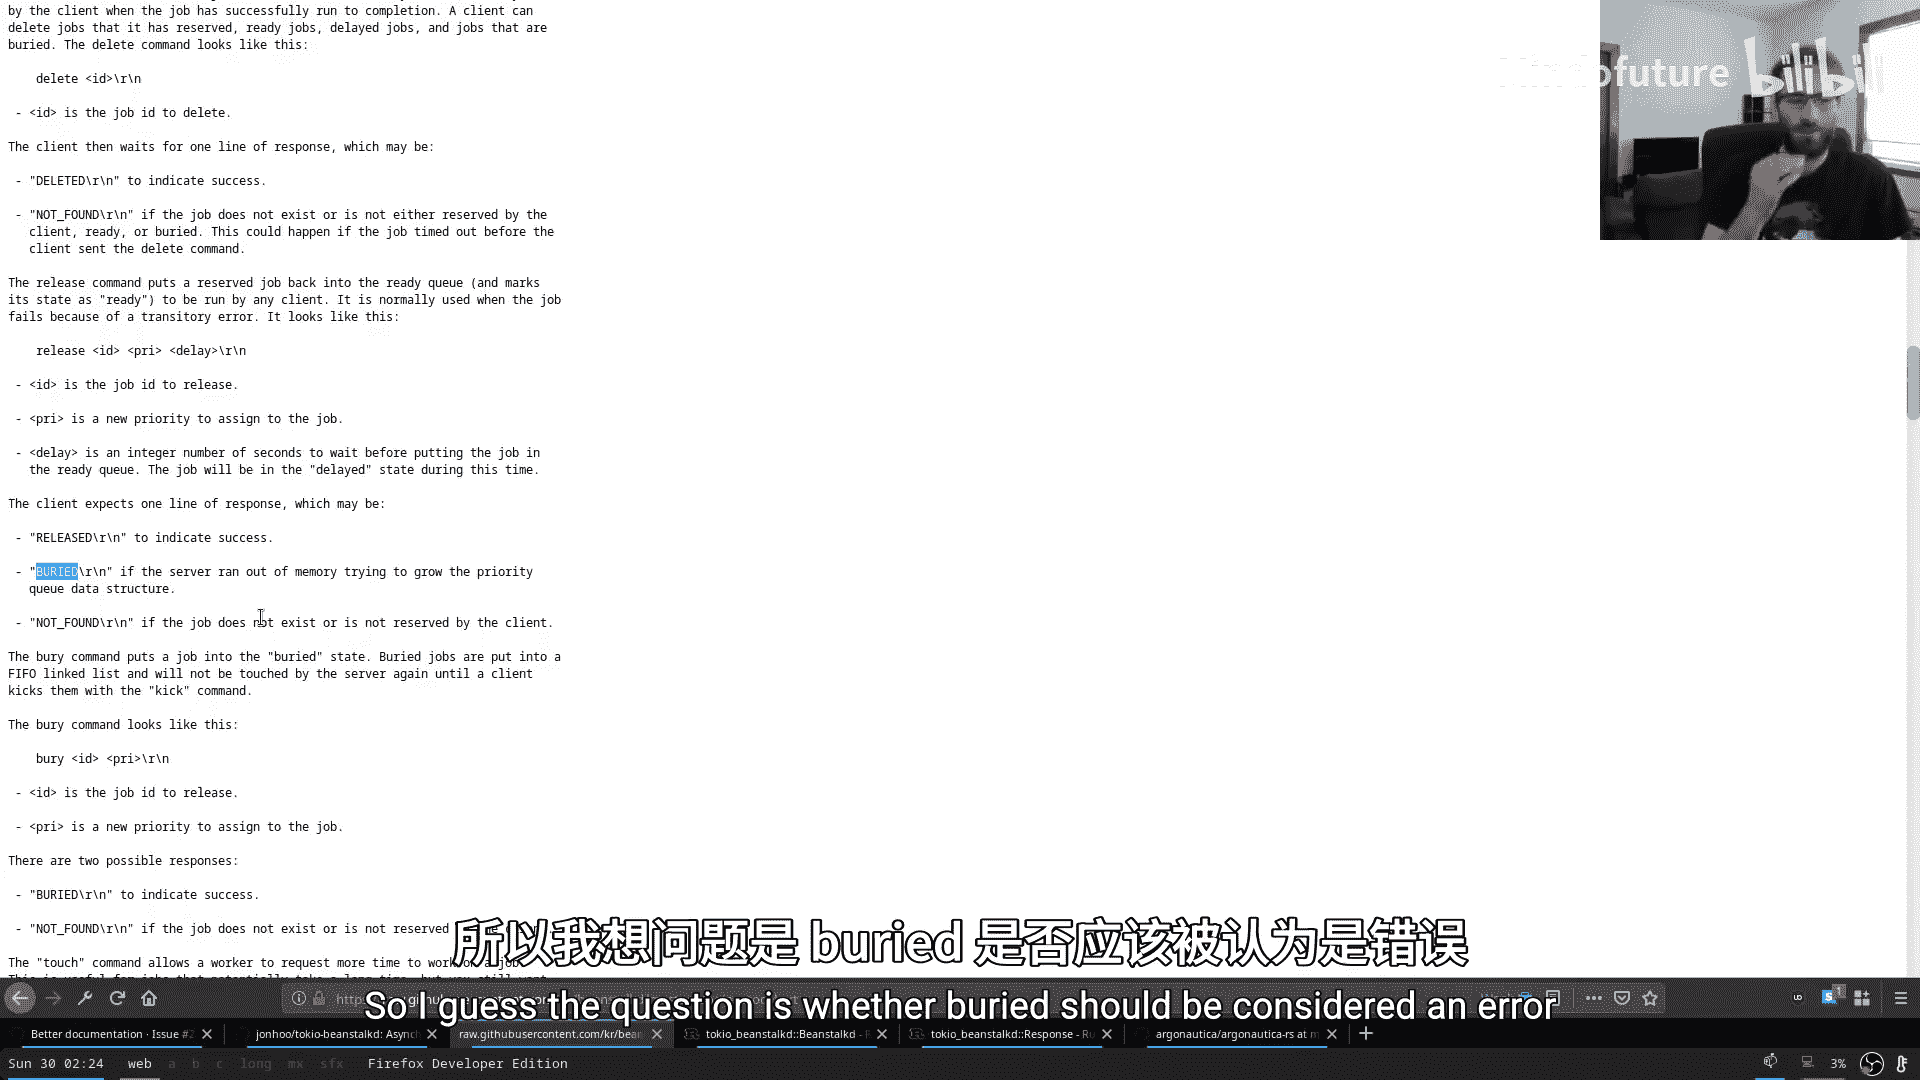 by the client when the job has successfully run to completion. A client can
delete jobs that it has reserved, ready jobs, delayed jobs, and jobs that are
buried. The delete command looks like this:
delete <id>\r\n
- <id> is the job id to delete.
The client then waits for one line of response, which may be:
- "DELETED\r\n" to indicate success.
- "NOT_FOUND\r\n" if the job does not exist or is not either reserved by the
client, ready, or buried. This could happen if the job timed out before the
client sent the delete command.
The release command puts a reserved job back into the ready queue (and marks
its state as "ready") to be run by any client. It is normally used when the job
fails because of a transitory error. It looks like this:
release <id> <pri> <delay>\r\n
- <id> is the job id to release.
- <pri> is a new priority to assign to the job.
- <delay> is an integer number of seconds to wait before putting the job in
the ready queue. The job will be in the "delayed" state during this time.
The client expects one line of response, which may be:
- "RELEASED\r\n" to indicate success.
- "BURIED\r\n" if the server ran out of memory trying to grow the priority
queue data structure.
- "NOT_FOUND\r\n" if the job does not exist or is not reserved by the client.
The bury command puts a job into the "buried" state. Buried jobs are put into a
FIFO linked list and will not be touched by the server again until a client
kicks them with the "kick" command.
The bury command looks like this:
bury <id> <pri>\r\n
- <id> is the job id to release.
- <pri> is a new priority to assign to the job.
There are two possible responses:
- "BURIED\r\n" to indicate success.
- "NOT_FOUND\r\n" if the job does not exist or is not reserved
The "touch" command allows a worker to request more time to work on a job.
所以我想问题是 buried 是否应该被认为是错误
So I guess the question is whether buried should be considered an error
Better documentation · Issue #
jonhoo/tokio-beanstalkd: Async
raw.githubusercontent.com/kr/bean
tokio_beanstalkd::Beanstalkd - R
tokio_beanstalkd::Response - Ru
argonautica/argonautica-rs at m
Sun 30 02:24
web
a
b
c
long
mx
sfx
Firefox Developer Edition
3%
ofuture
bilibili